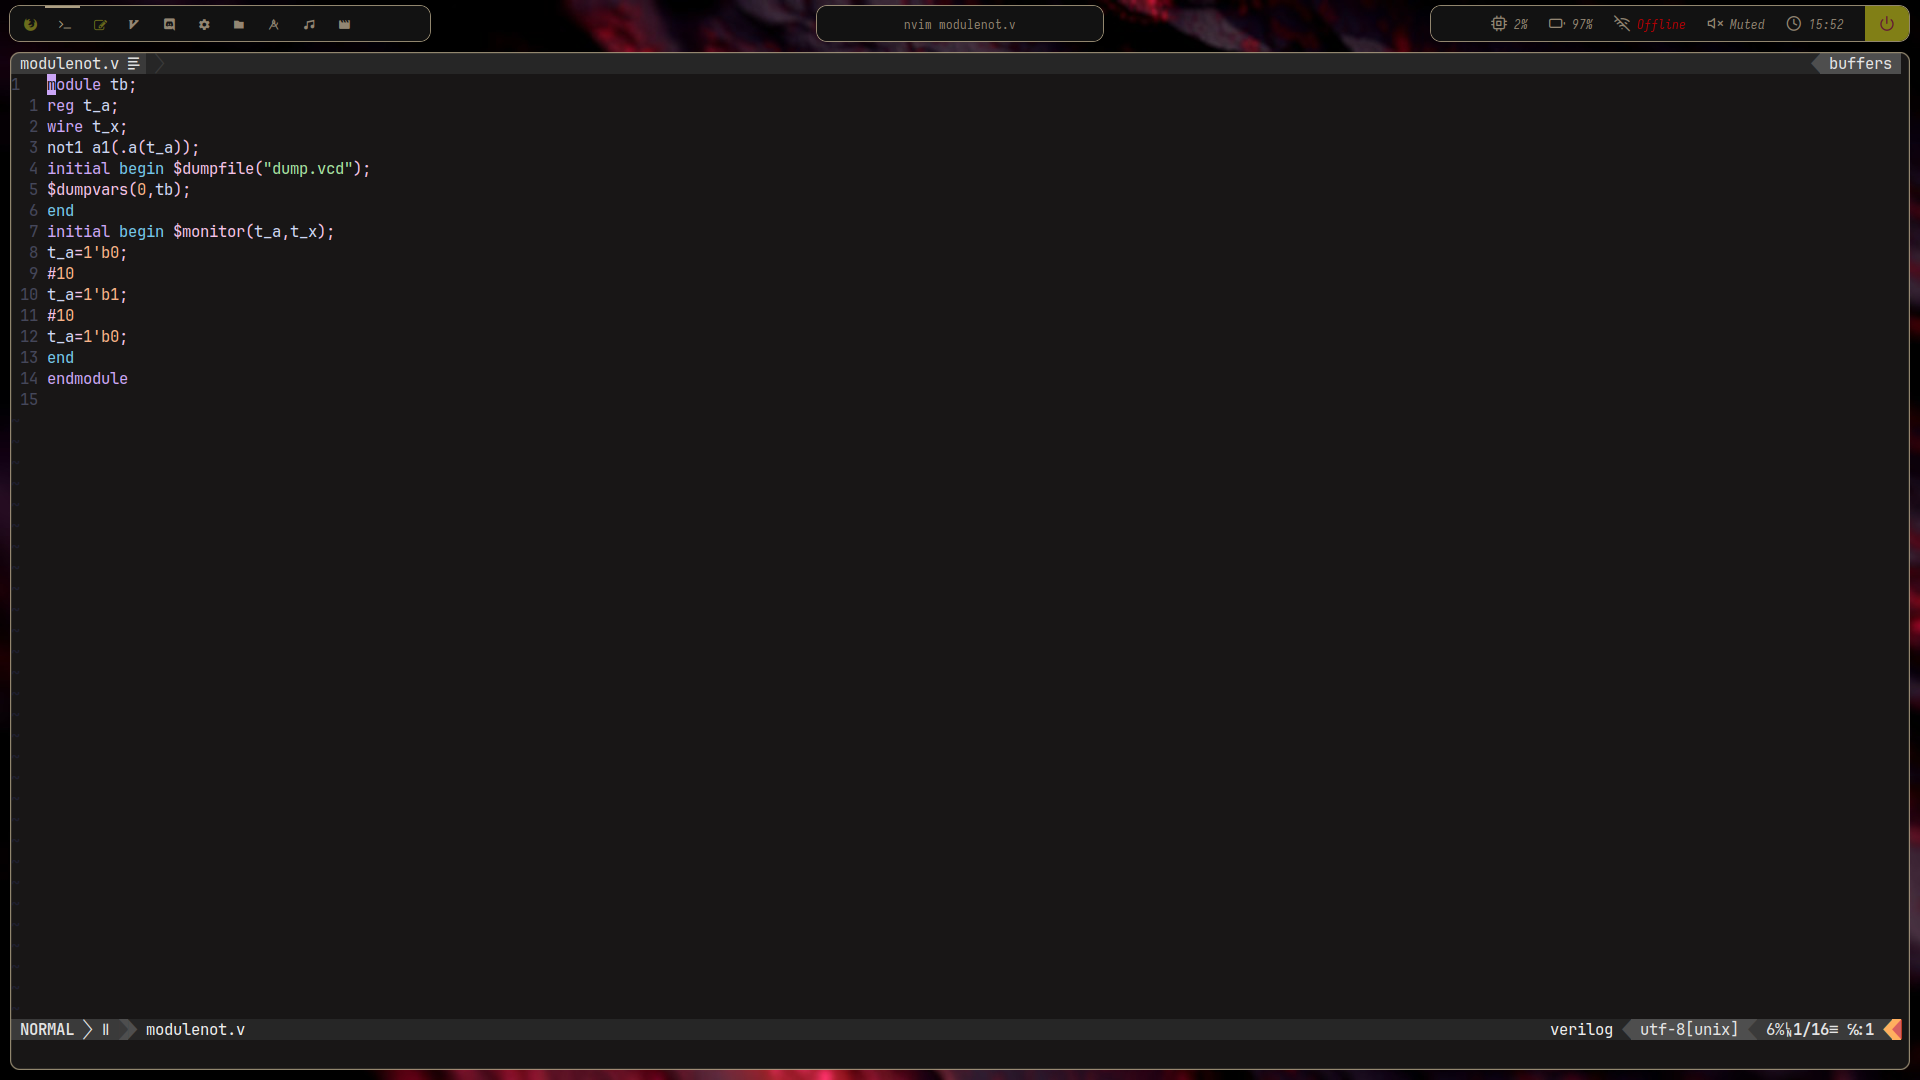 nvim modulenot.v
2%
97%
Offline
Muted
15:52
modulenot.v
buffers
1 module tb;
1 reg t_a;
2 wire t_x;
3 not1 a1(.a(t_a));
4 initial begin $dumpfile("dump.vcd");
5 $dumpvars(0,tb);
6 end
7 initial begin $monitor(t_a,t_x);
8 t_a=1'b0;
9 #10
10 t_a=1'b1;
11 #10
12 t_a=1'b0;
13 end
14 endmodule
15
NORMAL modulenot.v verilog utf-8[unix] 6% 1/16≡ ℅:1